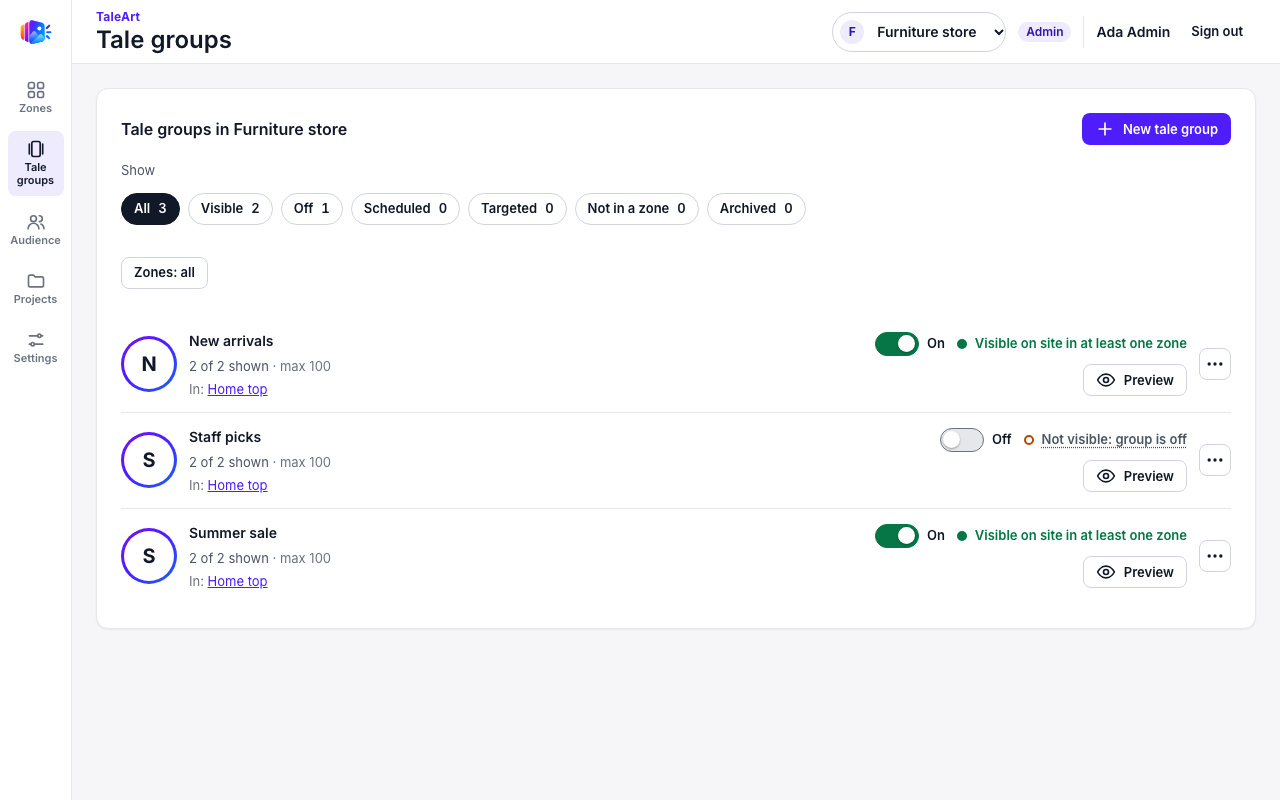 TaleArt
Tale groups
F Furniture store
Admin
Ada Admin
Sign out
Zones
Tale groups
Audience
Projects
Settings
Tale groups in Furniture store
New tale group
Show
All 3 Visible 2 Off 1 Scheduled 0 Targeted 0 Not in a zone 0 Archived 0
Zones: all
N
New arrivals
2 of 2 shown · max 100
In: Home top
On Visible on site in at least one zone
Preview
S
Staff picks
2 of 2 shown · max 100
In: Home top
Off Not visible: group is off
Preview
S
Summer sale
2 of 2 shown · max 100
In: Home top
On Visible on site in at least one zone
Preview